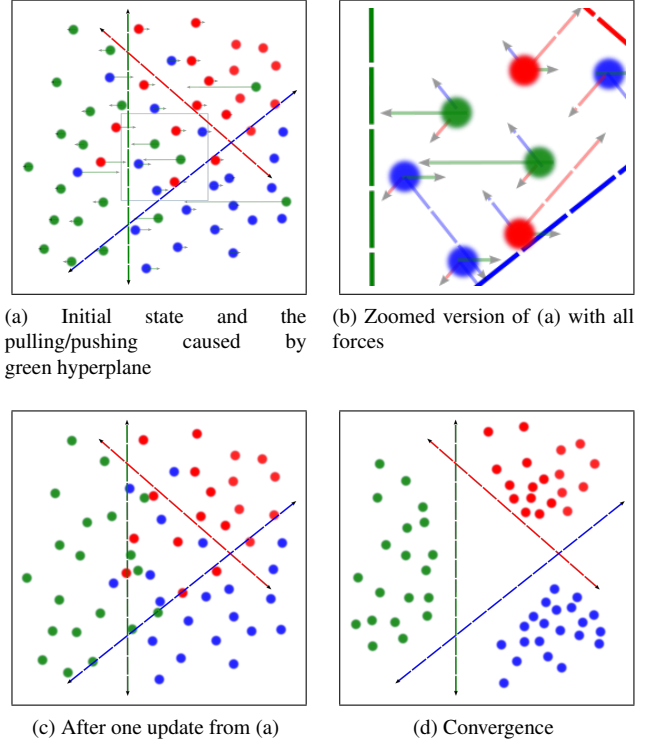 (a) Initial state and the
pulling/pushing caused by
green hyperplane
(b) Zoomed version of (a) with all
forces
(c) After one update from (a)
(d) Convergence